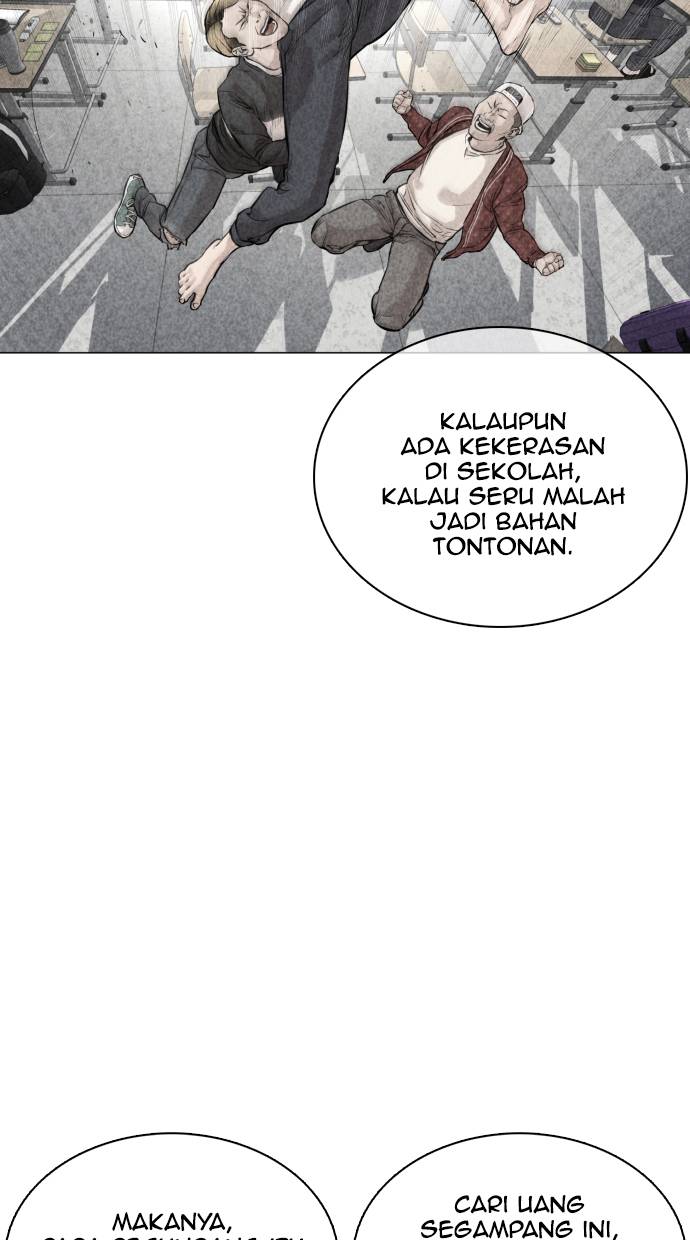 KALAUPUN
ADA KEKERASAN
DI SEKOLAH,
KALAU SERU MALAH
JADI BAHAN
TONTONAN.
MAKANYA,
CARI UANG
SEGAMPANG INI,